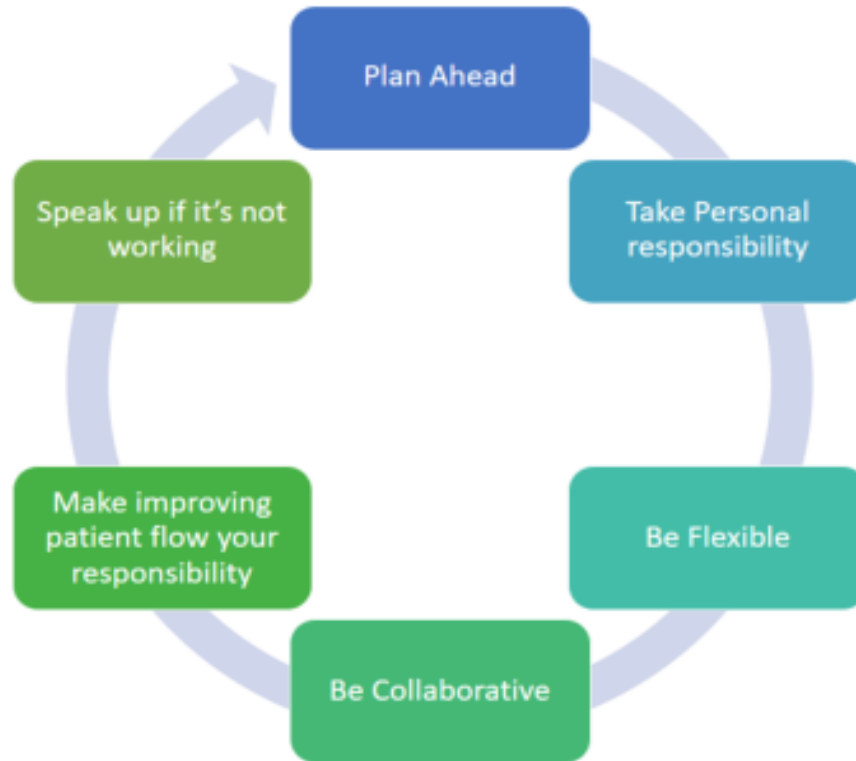 Plan Ahead
Take Personal
responsibility
Be Flexible
Be Collaborative
Make improving
patient flow your
responsibility
Speak up if it's not
working